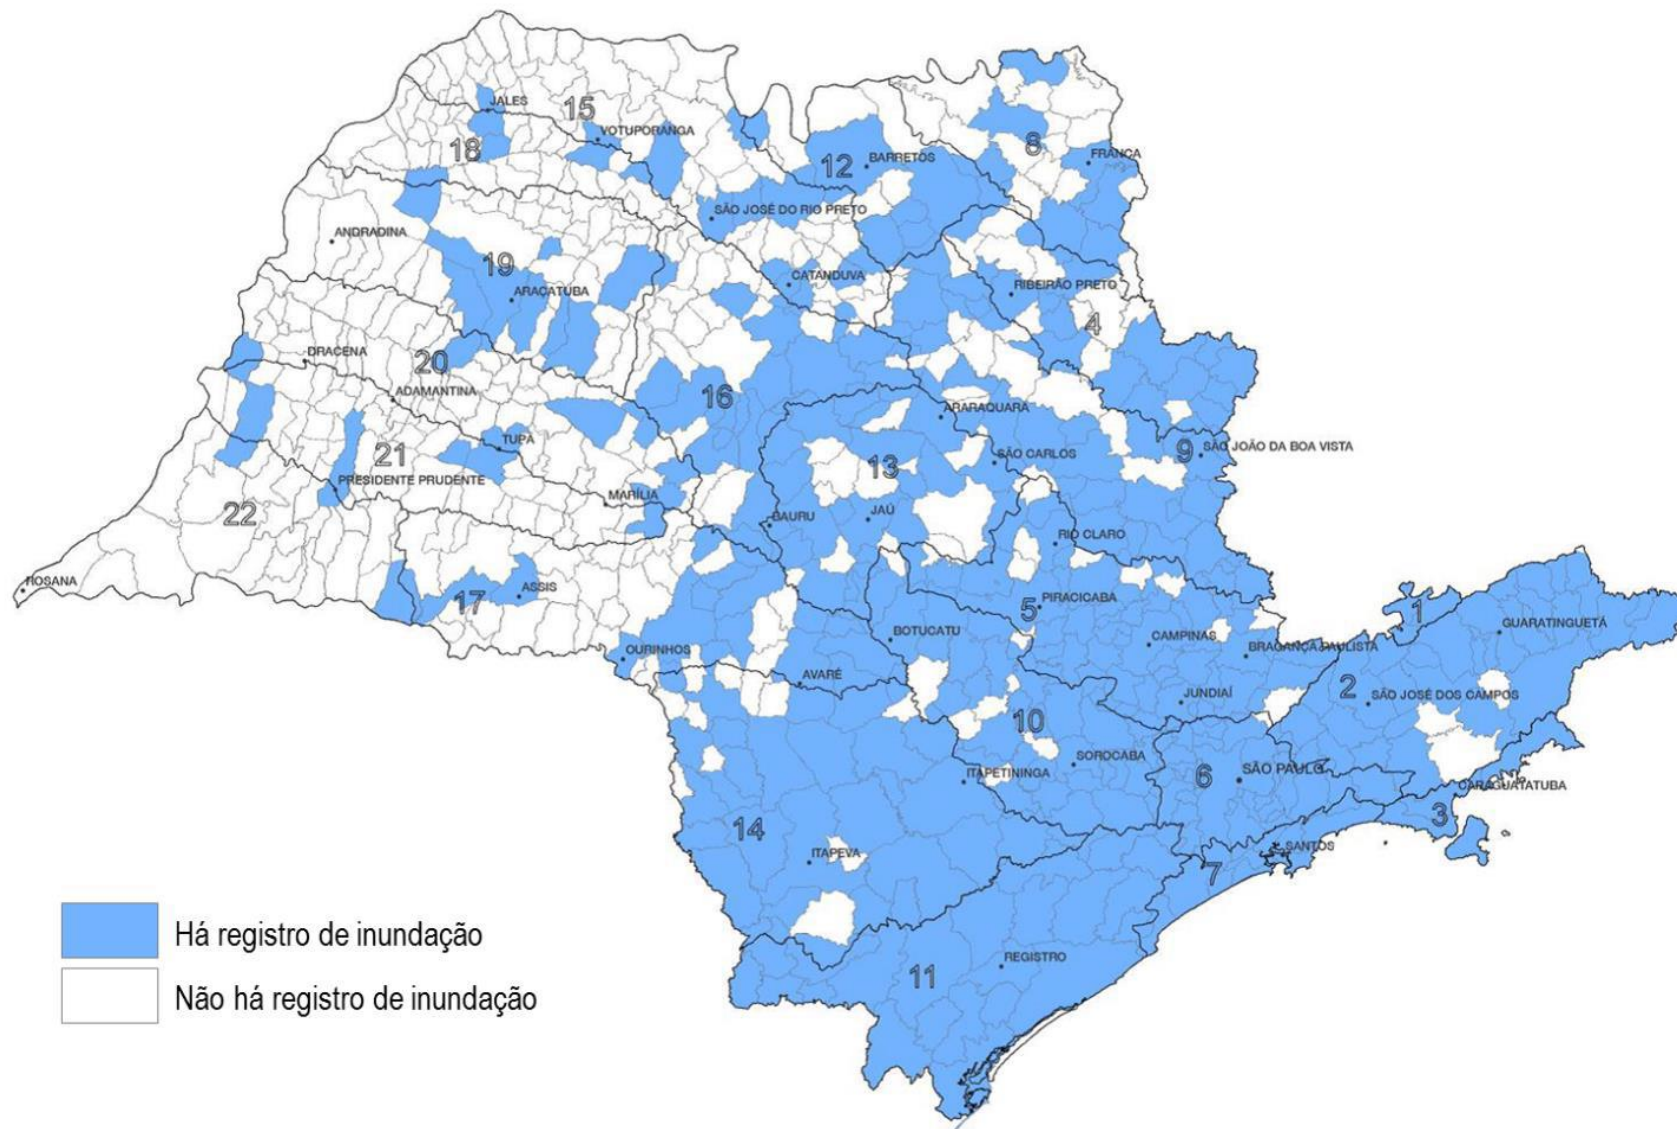 JALES
15
VOTUPORANGA
18
8
FRANCA
12
BARRETOS
SÃO JOSÉ DO RIO PRETO
ANDRADINA
19
ARAÇATUBA
CATANDUVA
RIBEIRÃO PRETO
4
DRACENA
20
ADAMANTINA
16
ARARAQUARA
TUPÃ
21
9
SÃO JOÃO DA BOA VISTA
SÃO CARLOS
13
PRESIDENTE PRUDENTE
MARÍLIA
22
BAURU
JAÚ
RIO CLARO
ROSANA
17
ASSIS
PIRACICABA
5
1
GUARATINGUETÁ
BOTUCATU
CAMPINAS
BRAGANÇA PAULISTA
OURINHOS
AVARÉ
2
SÃO JOSÉ DOS CAMPOS
JUNDIAÍ
10
SOROCABA
6
SÃO PAULO
ITAPETININGA
CARAGUATATUBA
3
14
ITAPEVA
SANTOS
7
Há registro de inundação
REGISTRO
11
Não há registro de inundação